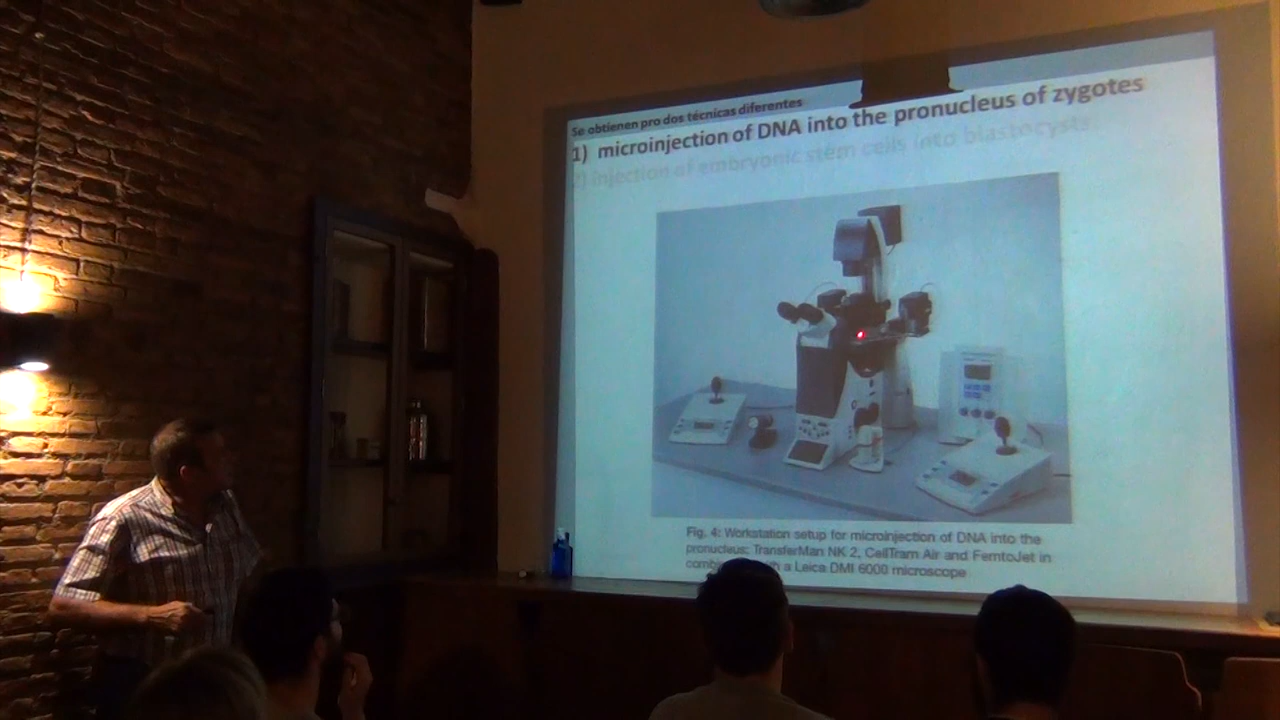 Se obtienen pro dos técnicas diferentes
1) microinjection of DNA into the pronucleus of zygotes
2) Injection of embryonic stem cells into blastocysts.
Fig. 4: Workstation setup for microinjection of DNA into the
pronucleus; TransferMan NK 2, CellTram Air and FemtoJet in
a Leica DMI 6000 microscope